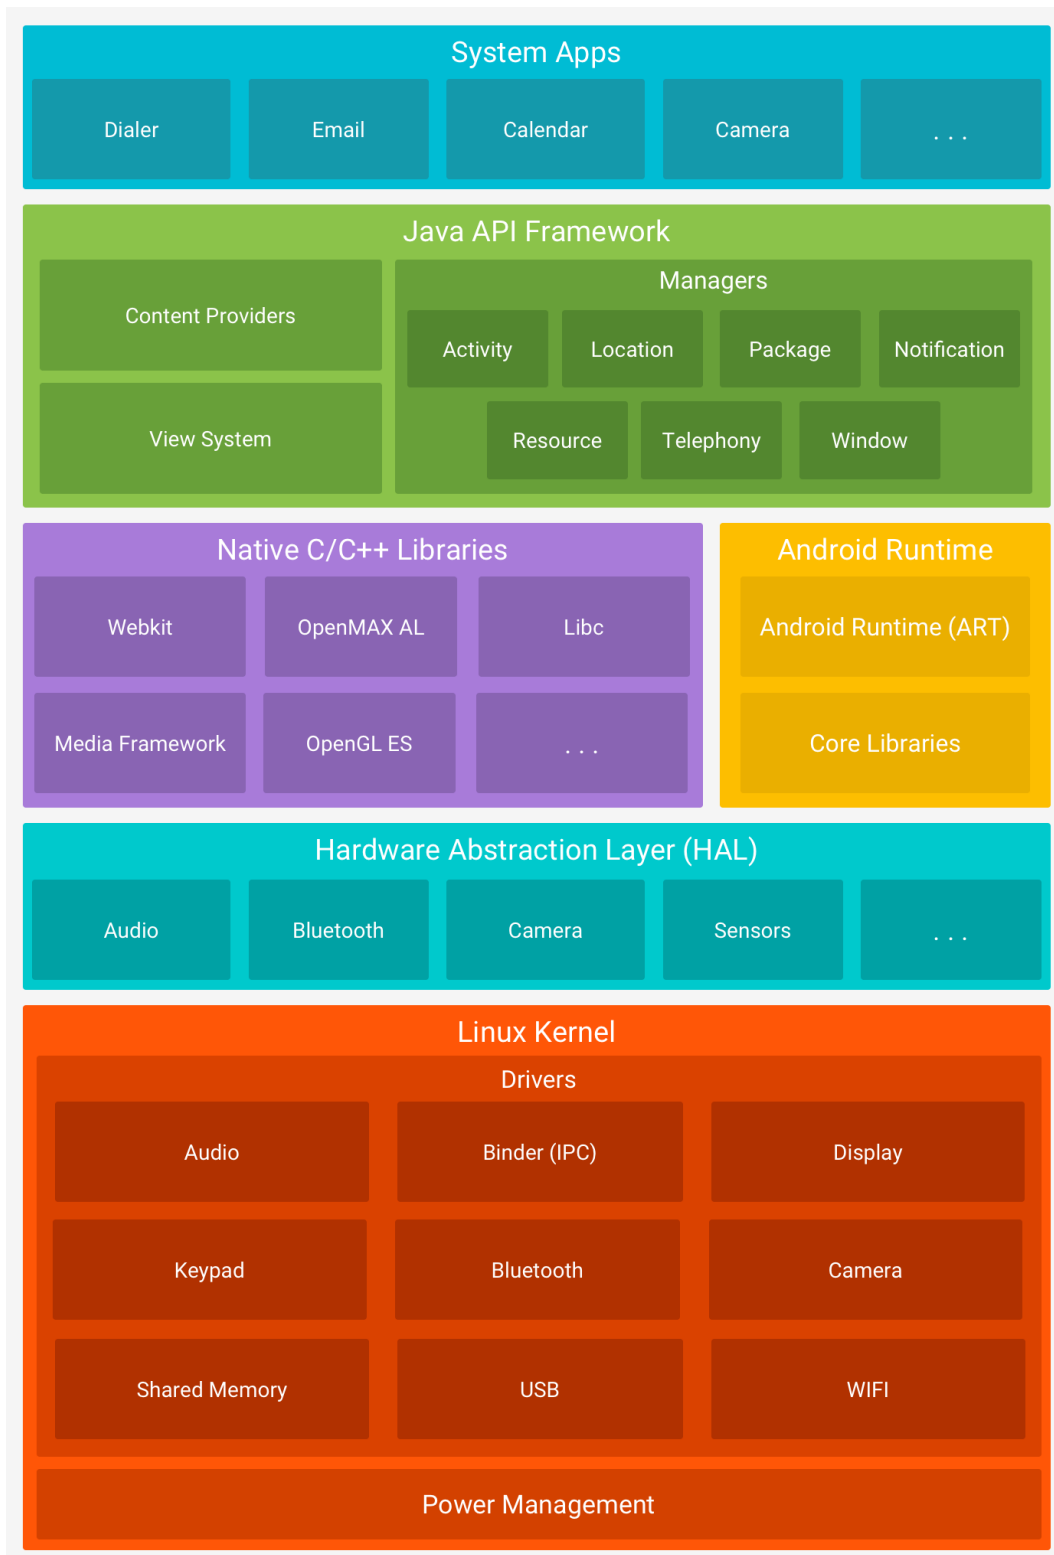 System Apps
Dialer
Email
Calendar
Camera
. . .
Java API Framework
Content Providers
View System
Managers
Activity
Location
Package
Notification
Resource
Telephony
Window
Native C/C++ Libraries
Webkit
OpenMAX AL
Libc
Media Framework
OpenGL ES
. . .
Android Runtime
Android Runtime (ART)
Core Libraries
Hardware Abstraction Layer (HAL)
Audio
Bluetooth
Camera
Sensors
. . .
Linux Kernel
Drivers
Audio
Binder (IPC)
Display
Keypad
Bluetooth
Camera
Shared Memory
USB
WIFI
Power Management